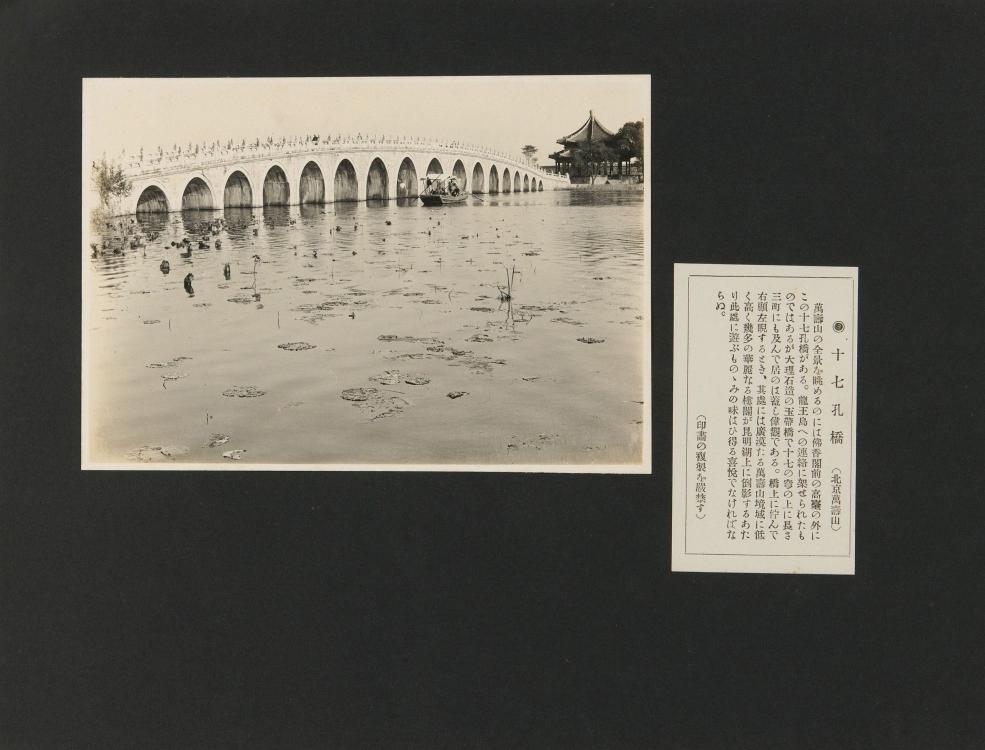 十七孔橋（北京萬壽山）
萬壽山の全景を眺めるのには佛香閣前の高臺の外に
この十七孔橋がある。龍王島への連絡に架せられたも
のではあるが大理石造の玉帶橋で十七の穹の上に長さ
三町にも及んで居のは蓋し偉觀である。橋上に佇んで
右顧左眄するとき、其處には廣漠たる萬壽山境域に低
く高く幾多の華麗なる樓閣が昆明湖上に倒影するあた
り此處に遊ぶものゝみの味はひ得る喜悅でなければな
らぬ。
（印畵の複製を嚴禁す）